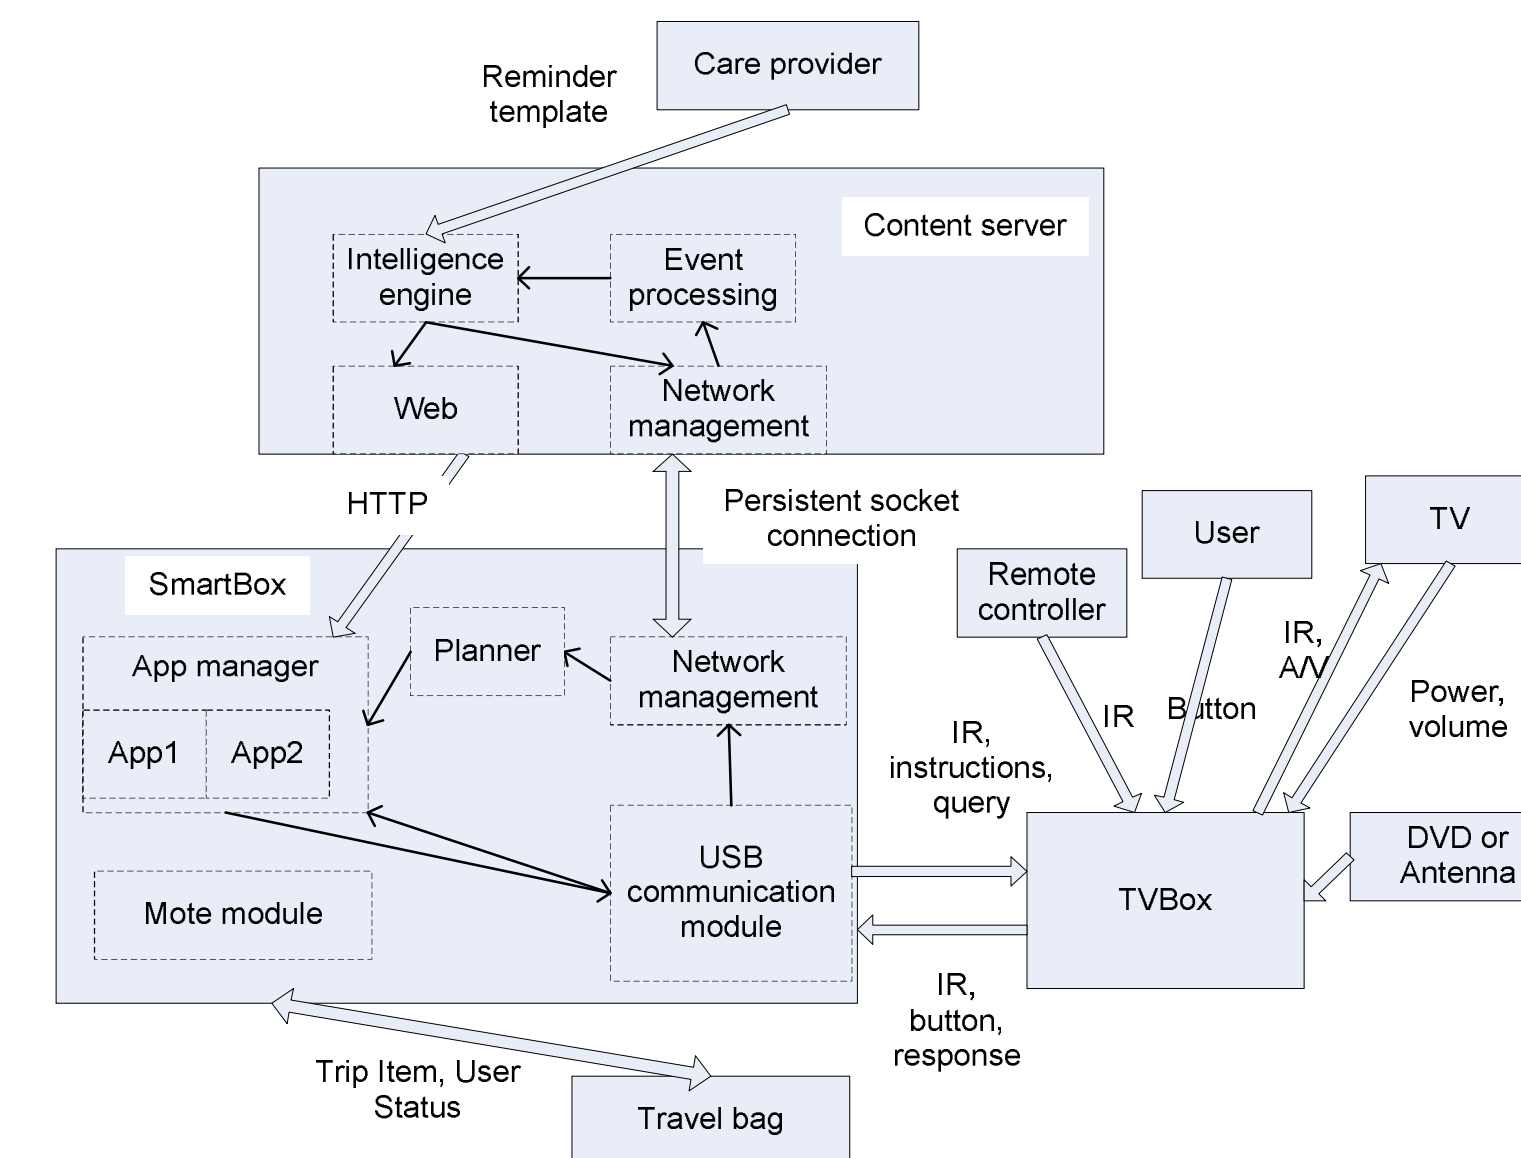 Care provider
Reminder
template
Content server
Intelligence
engine
Event
processing
Web
Network
management
HTTP
Persistent socket
connection
SmartBox
App manager
App1
App2
Planner
Network
management
Mote module
USB
communication
module
Remote
controller
User
TV
IR
Button
IR,
A/V
Power,
volume
IR,
instructions,
query
TVBox
DVD or
Antenna
IR,
button,
response
Trip Item, User
Status
Travel bag